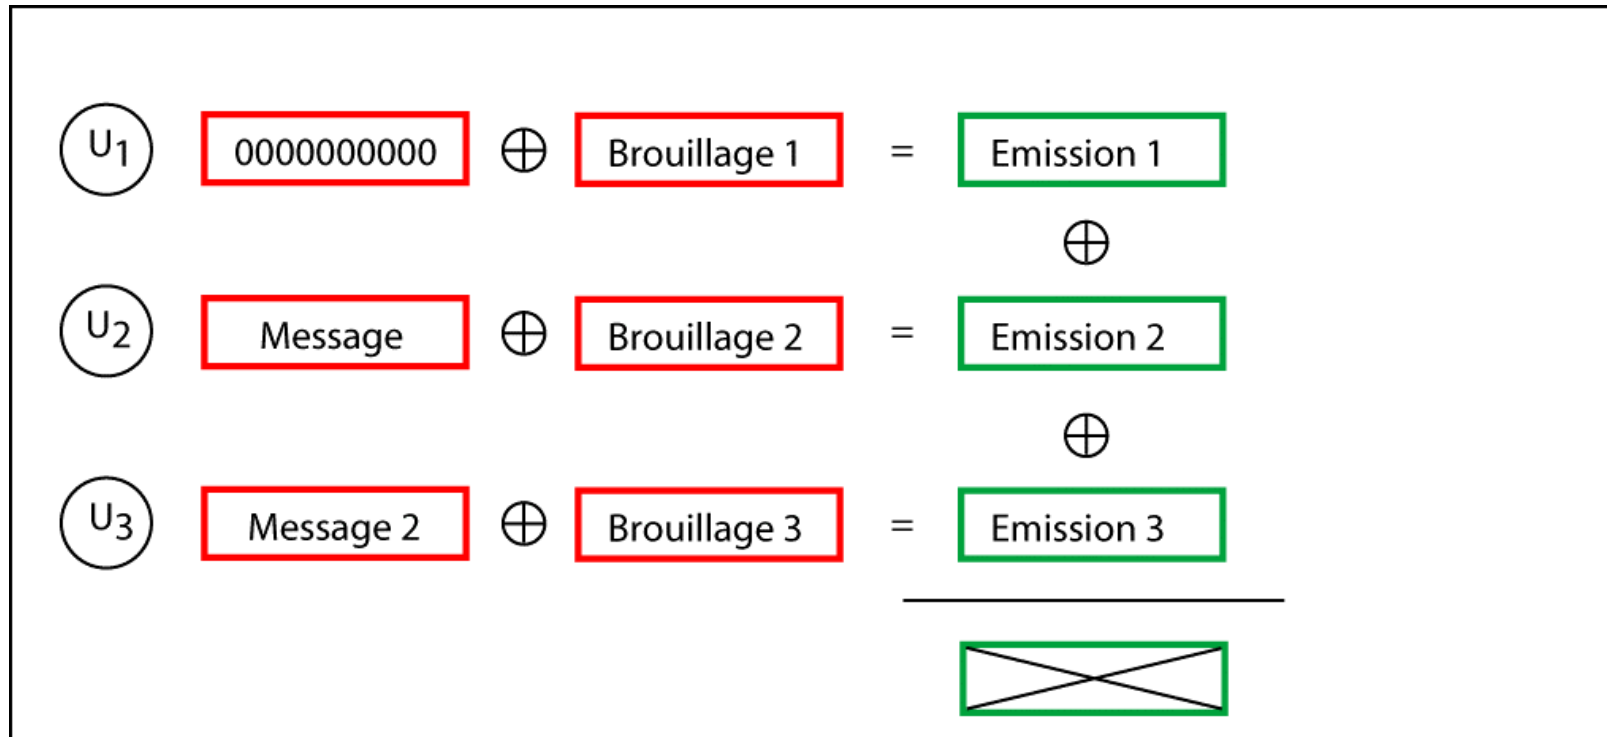 U1 0000000000 ⊕ Brouillage 1 = Emission 1
⊕
U2 Message ⊕ Brouillage 2 = Emission 2
⊕
U3 Message 2 ⊕ Brouillage 3 = Emission 3